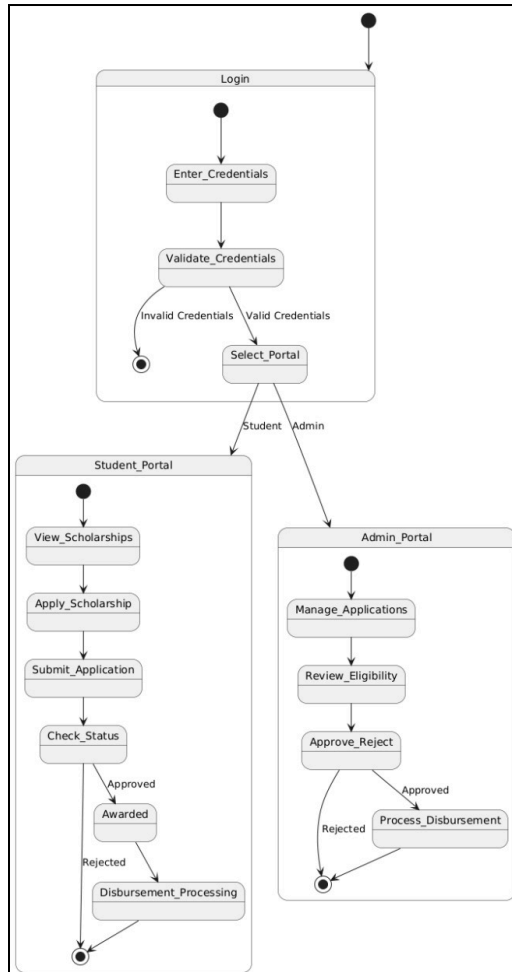 Login
Enter_Credentials
Validate_Credentials
Invalid Credentials
Valid Credentials
Select_Portal
Student
Admin
Student_Portal
View_Scholarships
Apply_Scholarship
Submit_Application
Check_Status
Approved
Awarded
Rejected
Disbursement_Processing
Admin_Portal
Manage_Applications
Review_Eligibility
Approve_Reject
Approved
Process_Disbursement
Rejected